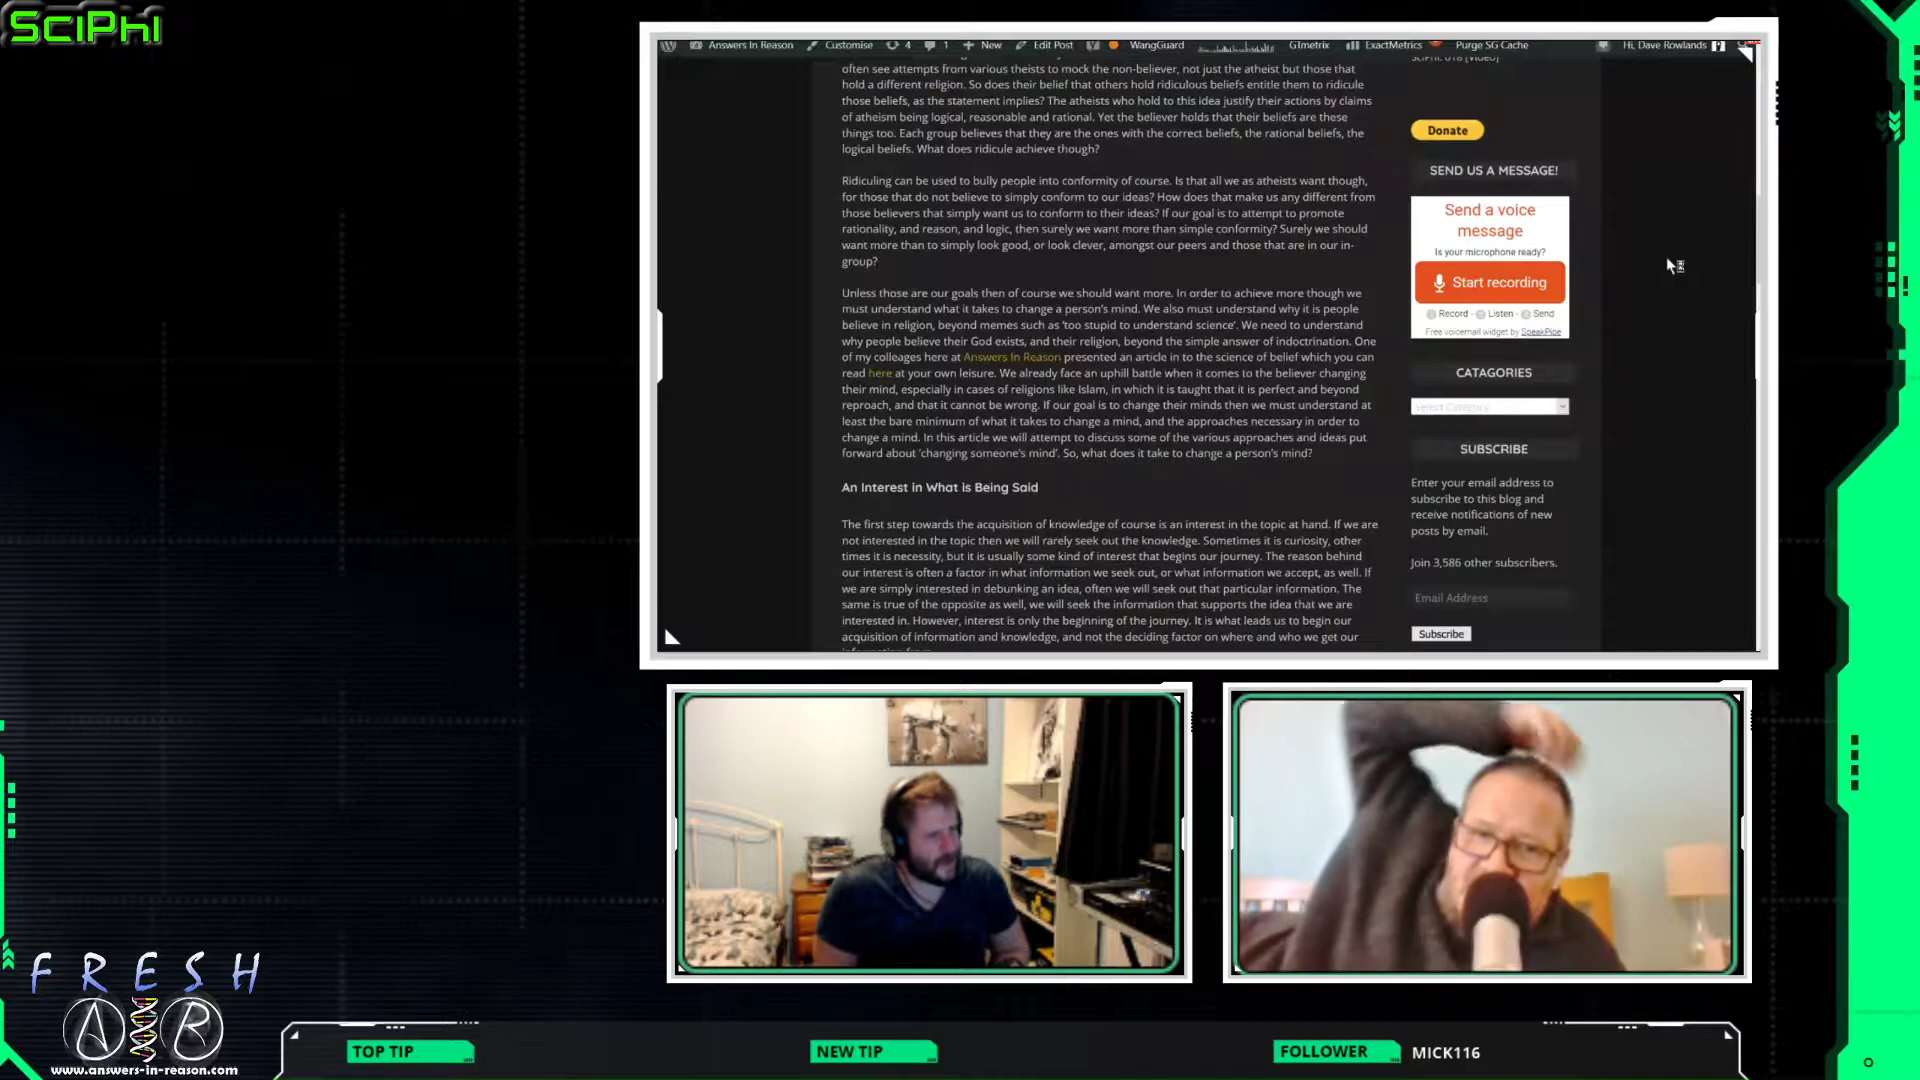 SCIPHI
Answers In Reason Customise 4 1 New Edit Post WangGuard GTmetrix ExactMetrics Purge SG Cache Hi, Dave Rowlands
often see attempts from various theists to mock the non-believer, not just the atheist but those that
hold a different religion. So does their belief that others hold ridiculous beliefs entitle them to ridicule
those beliefs, as the statement implies? The atheists who hold to this idea justify their actions by claims
of atheism being logical, reasonable and rational. Yet the believer holds that their beliefs are these
things too. Each group believes that they are the ones with the correct beliefs, the rational beliefs, the
logical beliefs. What does ridicule achieve though?
Ridiculing can be used to bully people into conformity of course. Is that all we as atheists want though,
for those that do not believe to simply conform to our ideas? How does that make us any different from
those believers that simply want us to conform to their ideas? If our goal is to attempt to promote
rationality, and reason, and logic, then surely we want more than simple conformity? Surely we should
want more than to simply look good, or look clever, amongst our peers and those that are in our in-
group?
Unless those are our goals then of course we should want more. In order to achieve more though we
must understand what it takes to change a person's mind. We also must understand why it is people
believe in religion, beyond memes such as 'too stupid to understand science'. We need to understand
why people believe their God exists, and their religion, beyond the simple answer of indoctrination. One
of my colleages here at Answers In Reason presented an article in to the science of belief which you can
read here at your own leisure. We already face an uphill battle when it comes to the believer changing
their mind, especially in cases of religions like Islam, in which it is taught that it is perfect and beyond
reproach, and that it cannot be wrong. If our goal is to change their minds then we must understand at
least the bare minimum of what it takes to change a mind, and the approaches necessary in order to
change a mind. In this article we will attempt to discuss some of the various approaches and ideas put
forward about 'changing someone's mind'. So, what does it take to change a person's mind?
An Interest in What is Being Said
The first step towards the acquisition of knowledge of course is an interest in the topic at hand. If we are
not interested in the topic then we will rarely seek out the knowledge. Sometimes it is curiosity, other
times it is necessity, but it is usually some kind of interest that begins our journey. The reason behind
our interest is often a factor in what information we seek out, or what information we accept, as well. If
we are simply interested in debunking an idea, often we will seek out that particular information. The
same is true of the opposite as well, we will seek the information that supports the idea that we are
interested in. However, interest is only the beginning of the journey. It is what leads us to begin our
acquisition of information and knowledge, and not the deciding factor on where and who we get our
SciPhi: 018 [Video]
Donate
SEND US A MESSAGE!
Send a voice
message
Is your microphone ready?
Start recording
Record Listen Send
Free voicemail widget by SpeakPipe
CATAGORIES
Select Category
SUBSCRIBE
Enter your email address to
subscribe to this blog and
receive notifications of new
posts by email.
Join 3,586 other subscribers.
Email Address
Subscribe
FRESH
A R
www.answers-in-reason.com
TOP TIP
NEW TIP
FOLLOWER MICK116